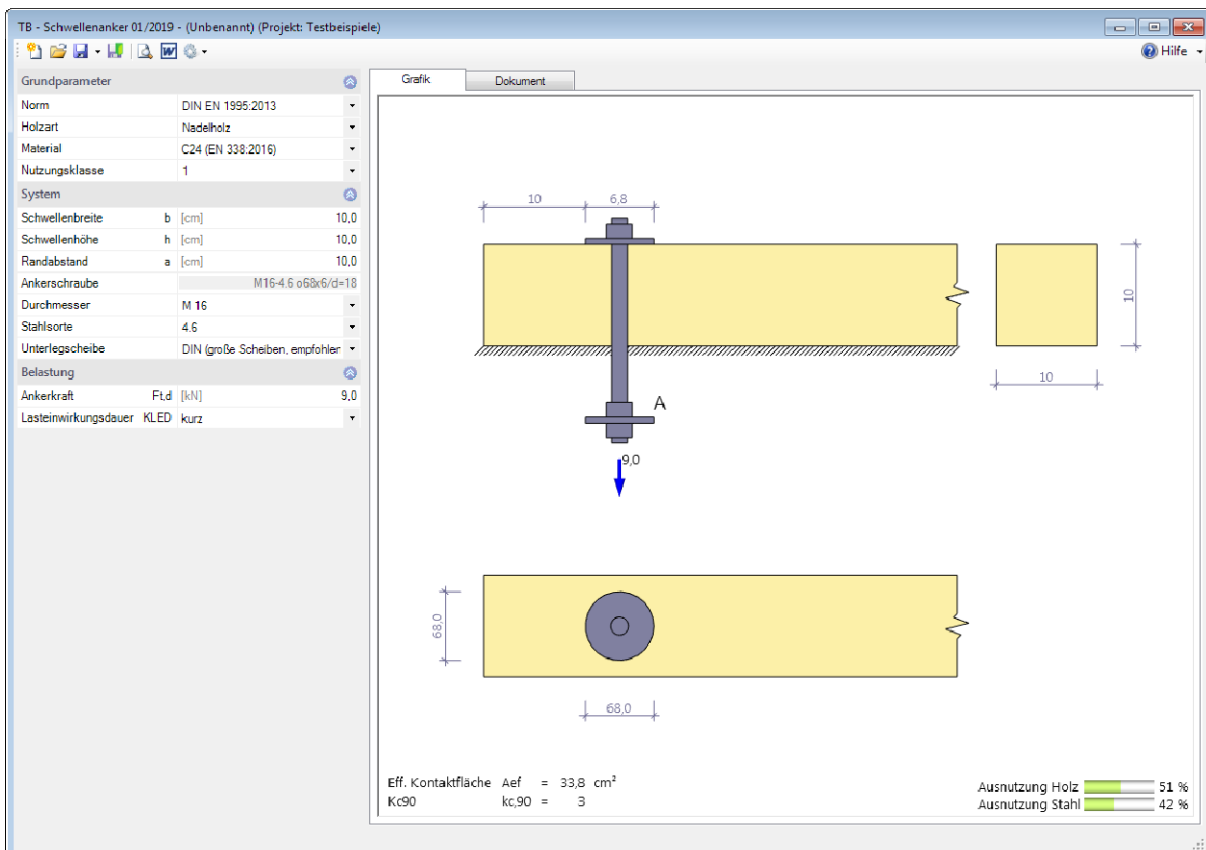 TB - Schwellenanker 01/2019 - (Unbenannt) (Projekt: Testbeispiele)
W Hilfe
Grundparameter
Norm DIN EN 1995:2013
Holzart Nadelholz
Material C24 (EN 338:2016)
Nutzungsklasse 1
System
Schwellenbreite b [cm] 10,0
Schwellenhöhe h [cm] 10,0
Randabstand a [cm] 10,0
Ankerschraube M16-4.6 o68x6/d=18
Durchmesser M 16
Stahlsorte 4.6
Unterlegscheibe DIN (große Scheiben, empfohler
Belastung
Ankerkraft Ft,d [kN] 9,0
Lasteinwirkungsdauer KLED kurz
Grafik Dokument
10 6,8
10
10
A
9,0
68,0
68,0
Eff. Kontaktfläche Aef = 33,8 cm²
Kc90 kc,90 = 3
Ausnutzung Holz 51 %
Ausnutzung Stahl 42 %